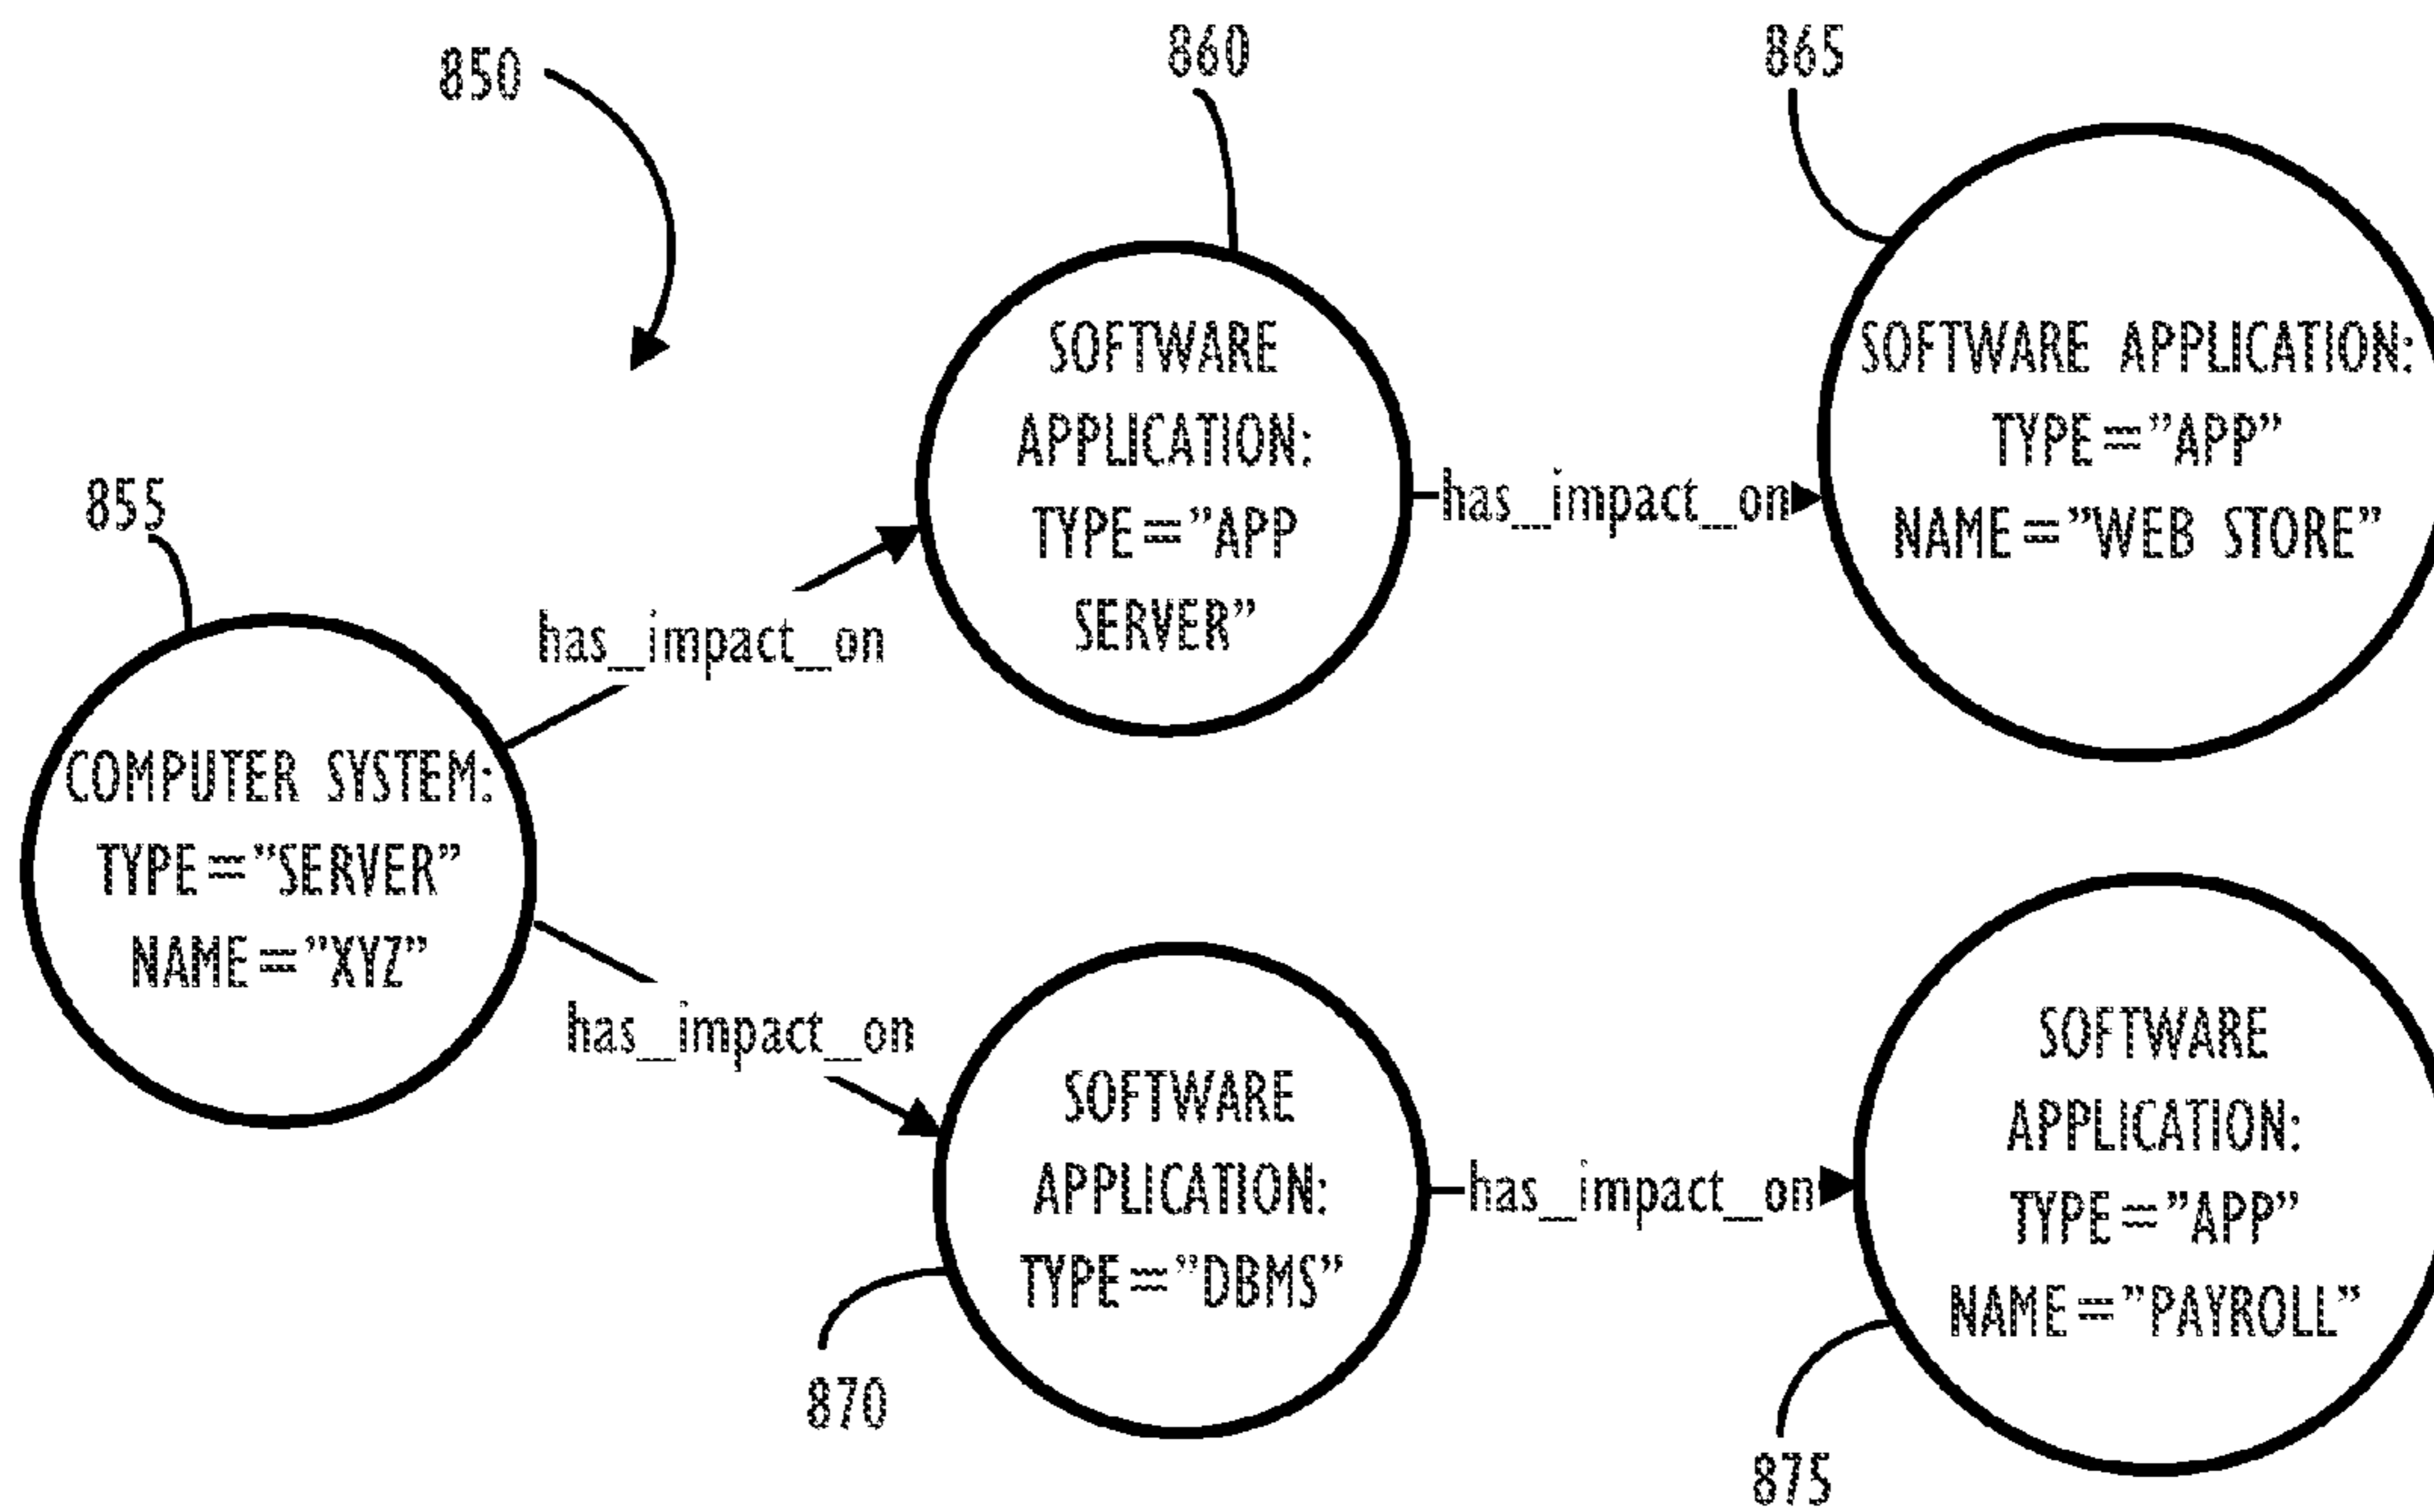 850
860
865
SOFTWARE
APPLICATION:
TYPE=”APP
SERVER”
has_impact_on
SOFTWARE APPLICATION:
TYPE=”APP”
NAME=”WEB STORE”
855
has_impact_on
COMPUTER SYSTEM:
TYPE=”SERVER”
NAME=”XYZ”
has_impact_on
SOFTWARE
APPLICATION:
TYPE=”DBMS”
has_impact_on
SOFTWARE
APPLICATION:
TYPE=”APP”
NAME=”PAYROLL”
870
875